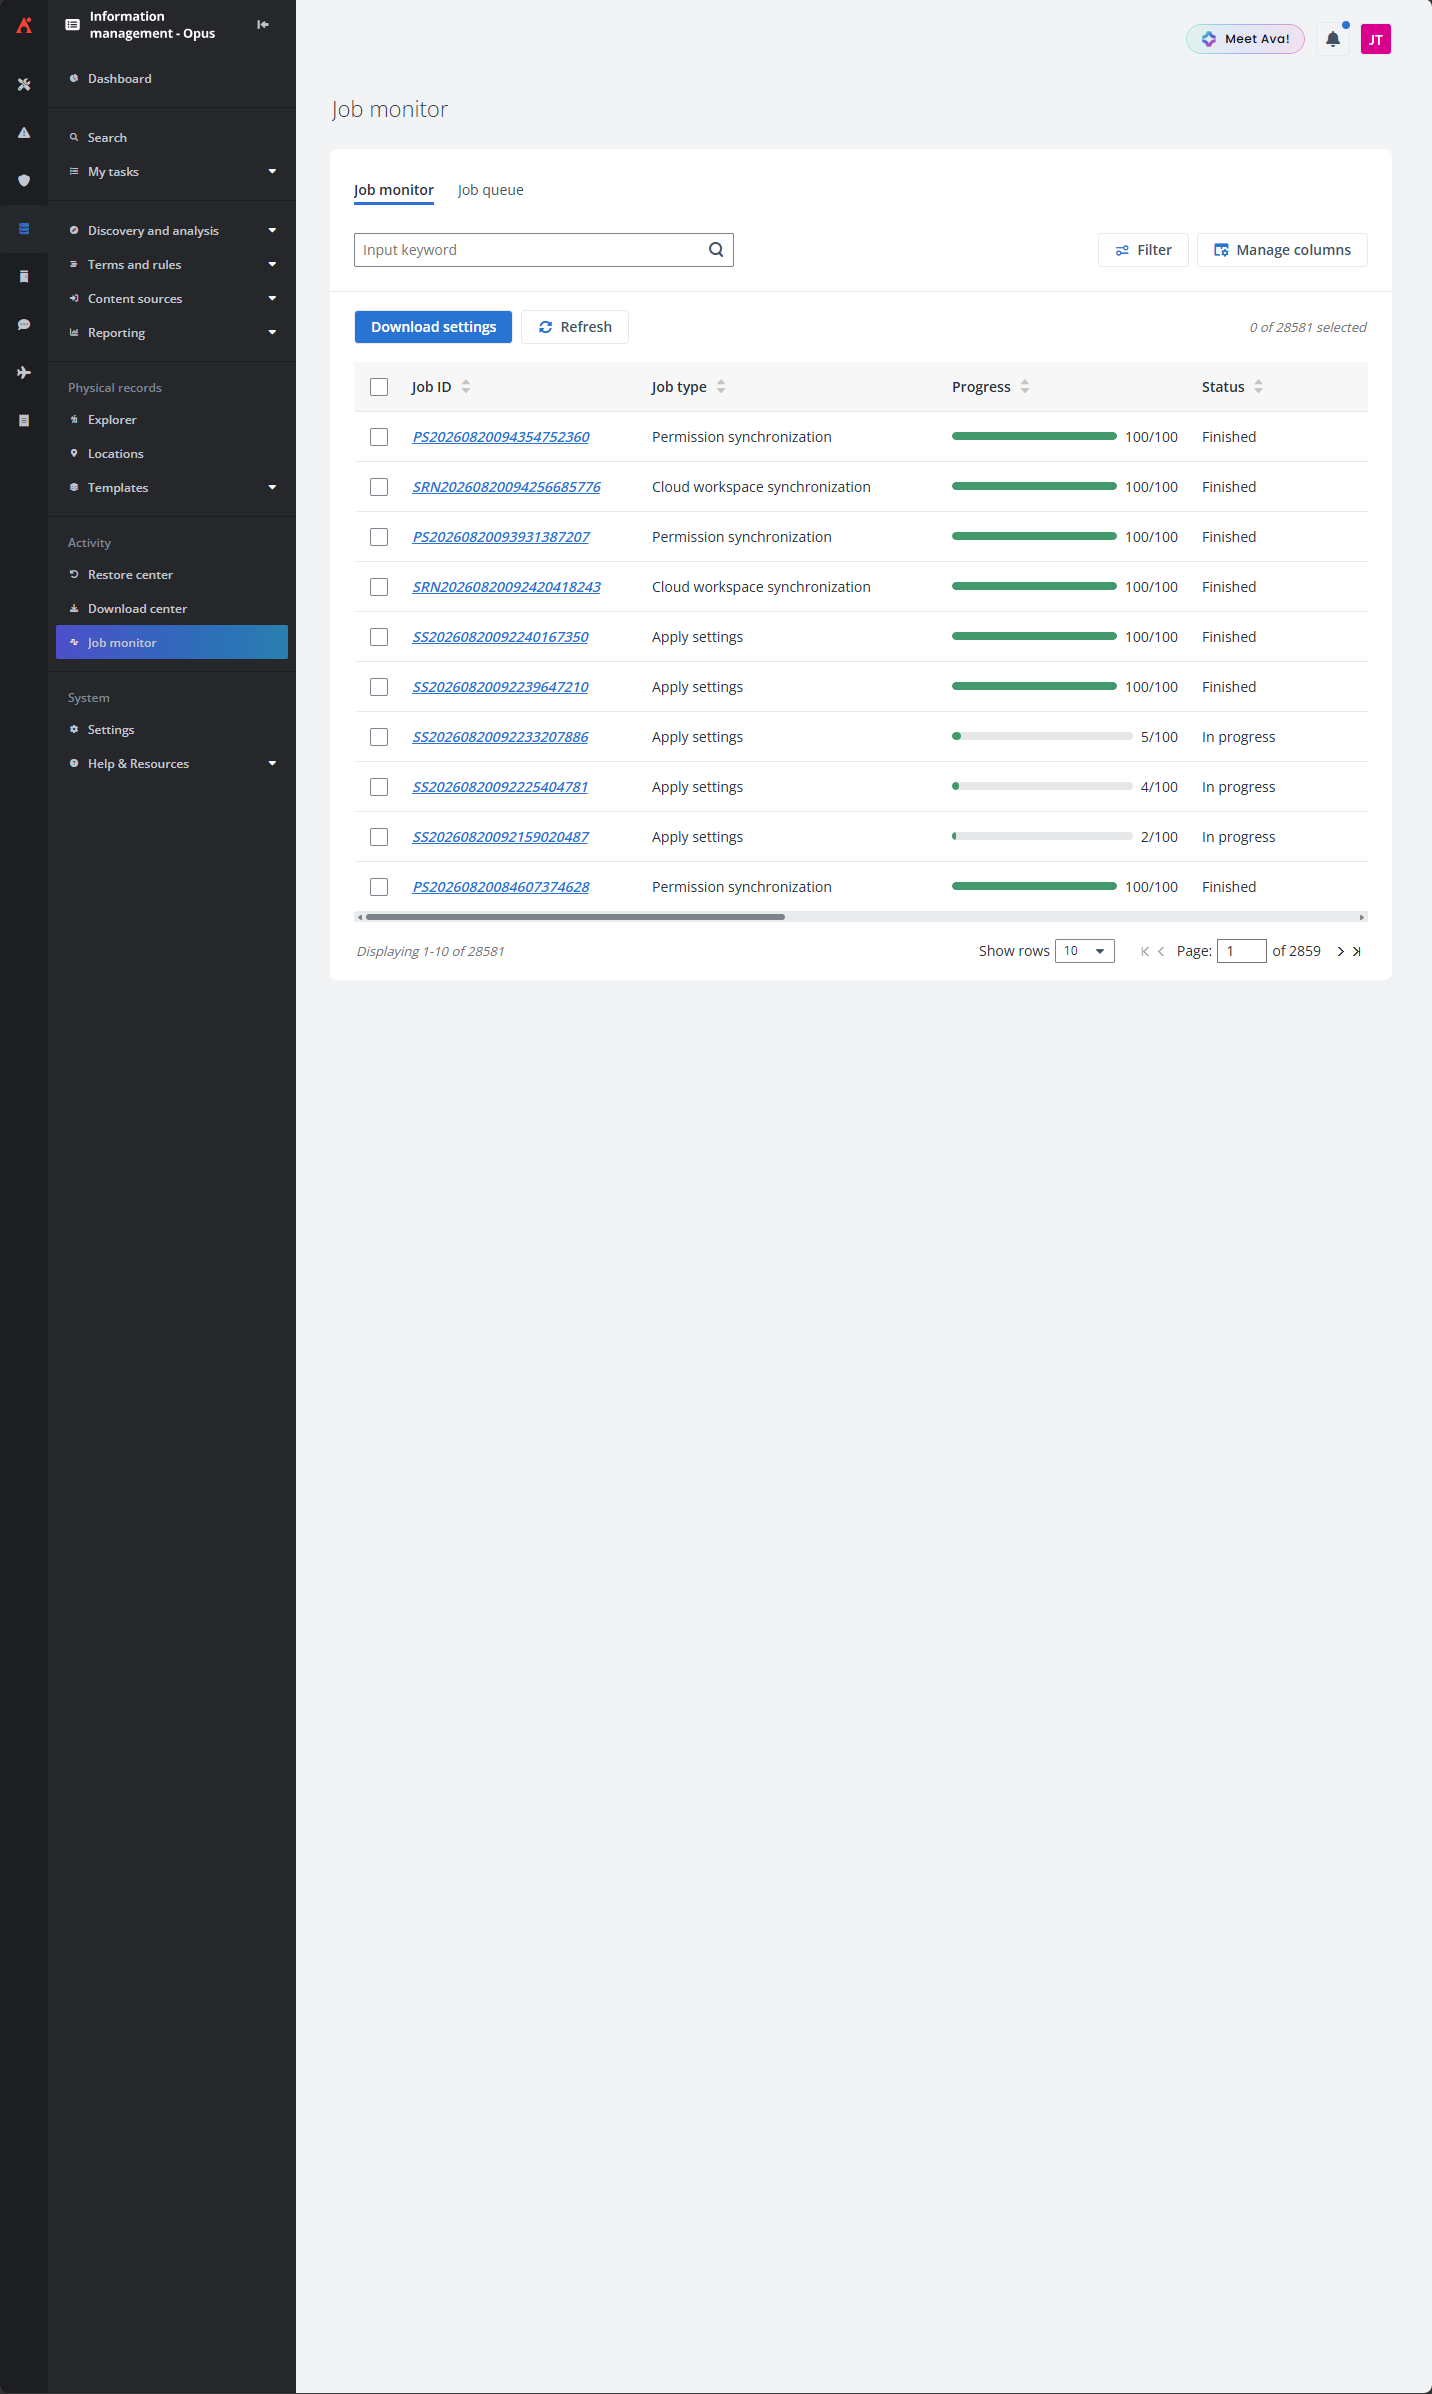 Information
management - Opus
Dashboard
Search
My tasks
Discovery and analysis
Terms and rules
Content sources
Reporting
Physical records
Explorer
Locations
Templates
Activity
Restore center
Download center
Job monitor
System
Settings
Help & Resources
Meet Ava!
JT
Job monitor
Job monitor Job queue
Input keyword
Filter Manage columns
Download settings Refresh 0 of 28581 selected
Job ID Job type Progress Status
PS20260820094354752360 Permission synchronization 100/100 Finished
SRN20260820094256685776 Cloud workspace synchronization 100/100 Finished
PS20260820093931387207 Permission synchronization 100/100 Finished
SRN20260820092420418243 Cloud workspace synchronization 100/100 Finished
SS20260820092240167350 Apply settings 100/100 Finished
SS20260820092239647210 Apply settings 100/100 Finished
SS20260820092233207886 Apply settings 5/100 In progress
SS20260820092225404781 Apply settings 4/100 In progress
SS20260820092159020487 Apply settings 2/100 In progress
PS20260820084607374628 Permission synchronization 100/100 Finished
Displaying 1-10 of 28581 Show rows 10 Page: 1 of 2859